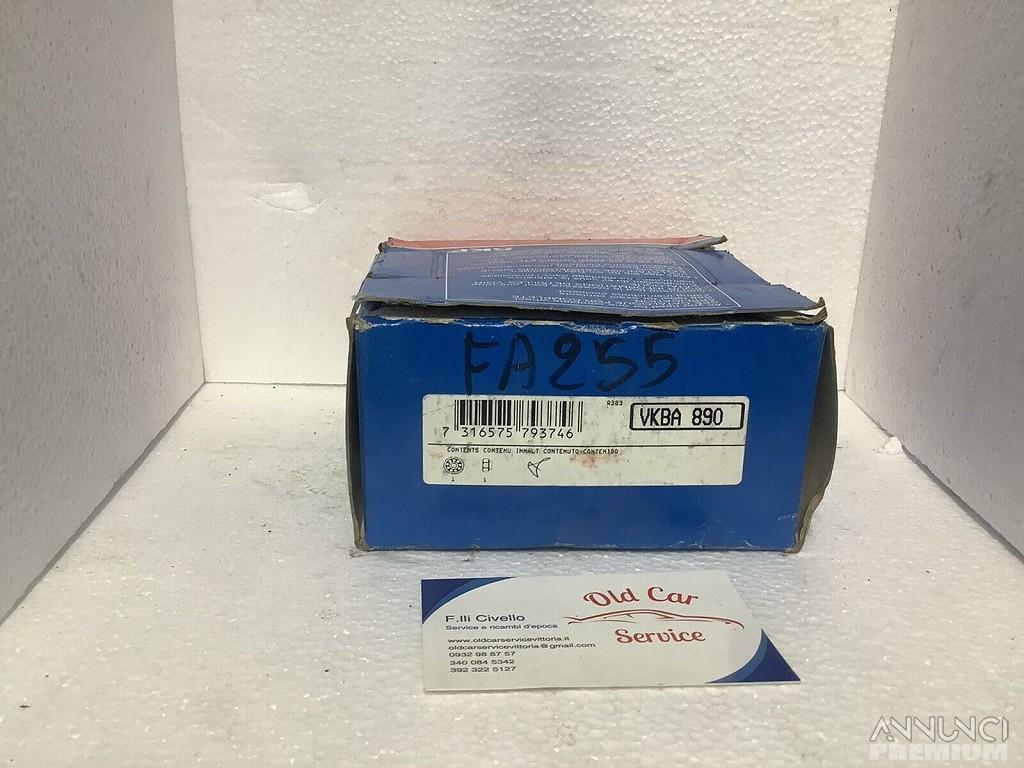 FA255
R303
VKBA 890
7 316575 793746
CONTENTS CONTENU INHALT CONTENUTO CONTENIDO
1 1
Old Car
Service
F.lli Civello
Service e ricambi d'epoca
www.oldcarservicevittoria.it
oldcarservicevittoria@gmail.com
0932 98 87 57
340 084 5342
392 322 5127
ANNUNCI
PREMIUM